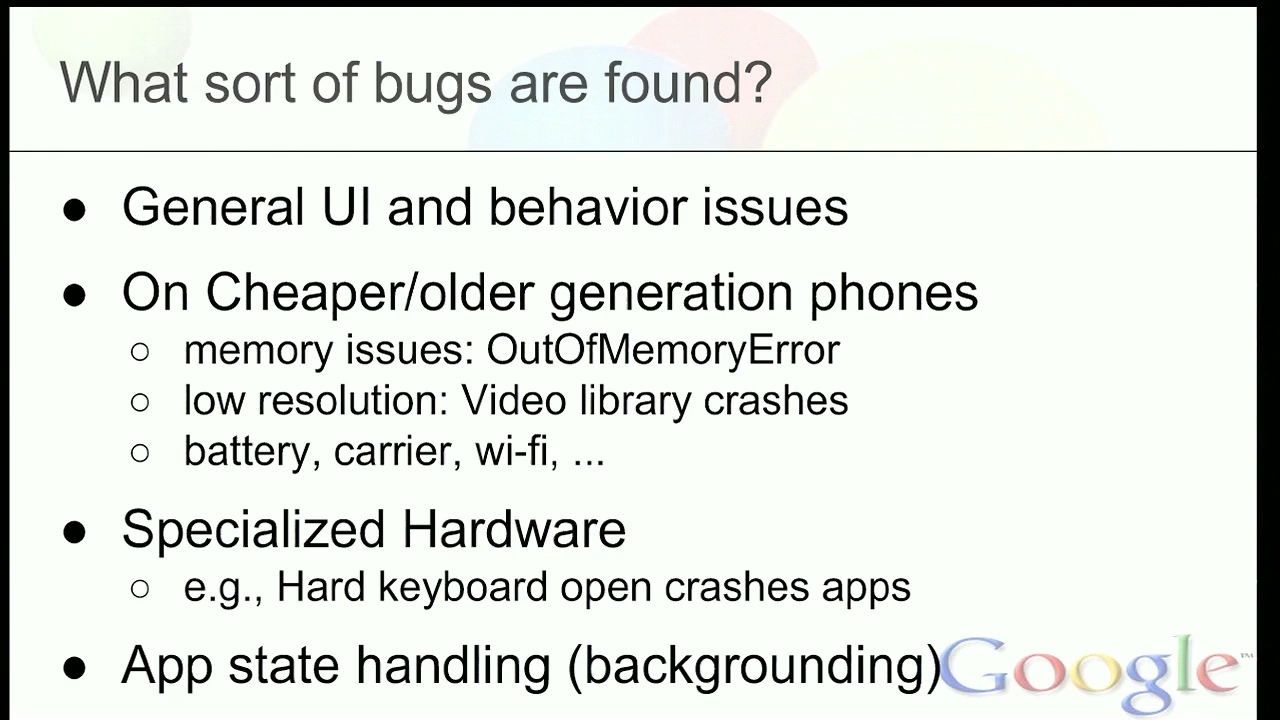 What sort of bugs are found?
● General UI and behavior issues
● On Cheaper/older generation phones
○ memory issues: OutOfMemoryError
○ low resolution: Video library crashes
○ battery, carrier, wi-fi, ...
● Specialized Hardware
○ e.g., Hard keyboard open crashes apps
● App state handling (backgrounding)
Google™